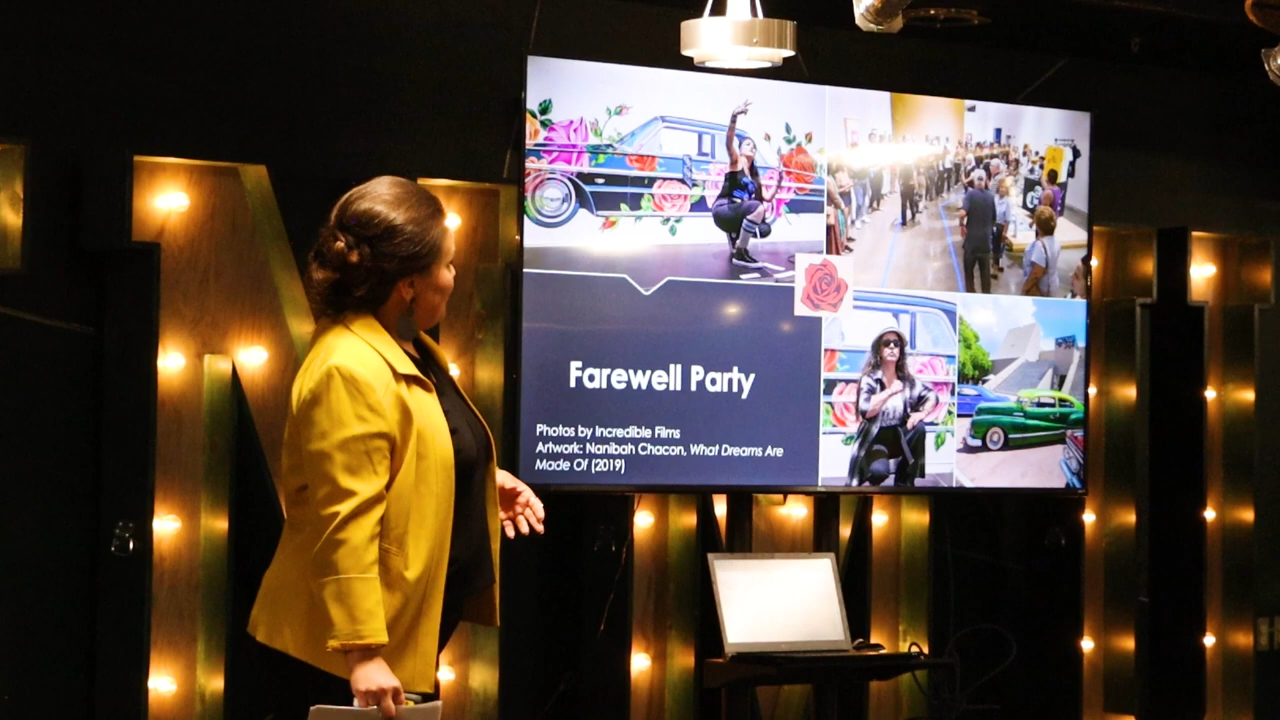 Farewell Party
Photos by Incredible Films
Artwork: Nanibah Chacon, What Dreams Are
Made Of (2019)